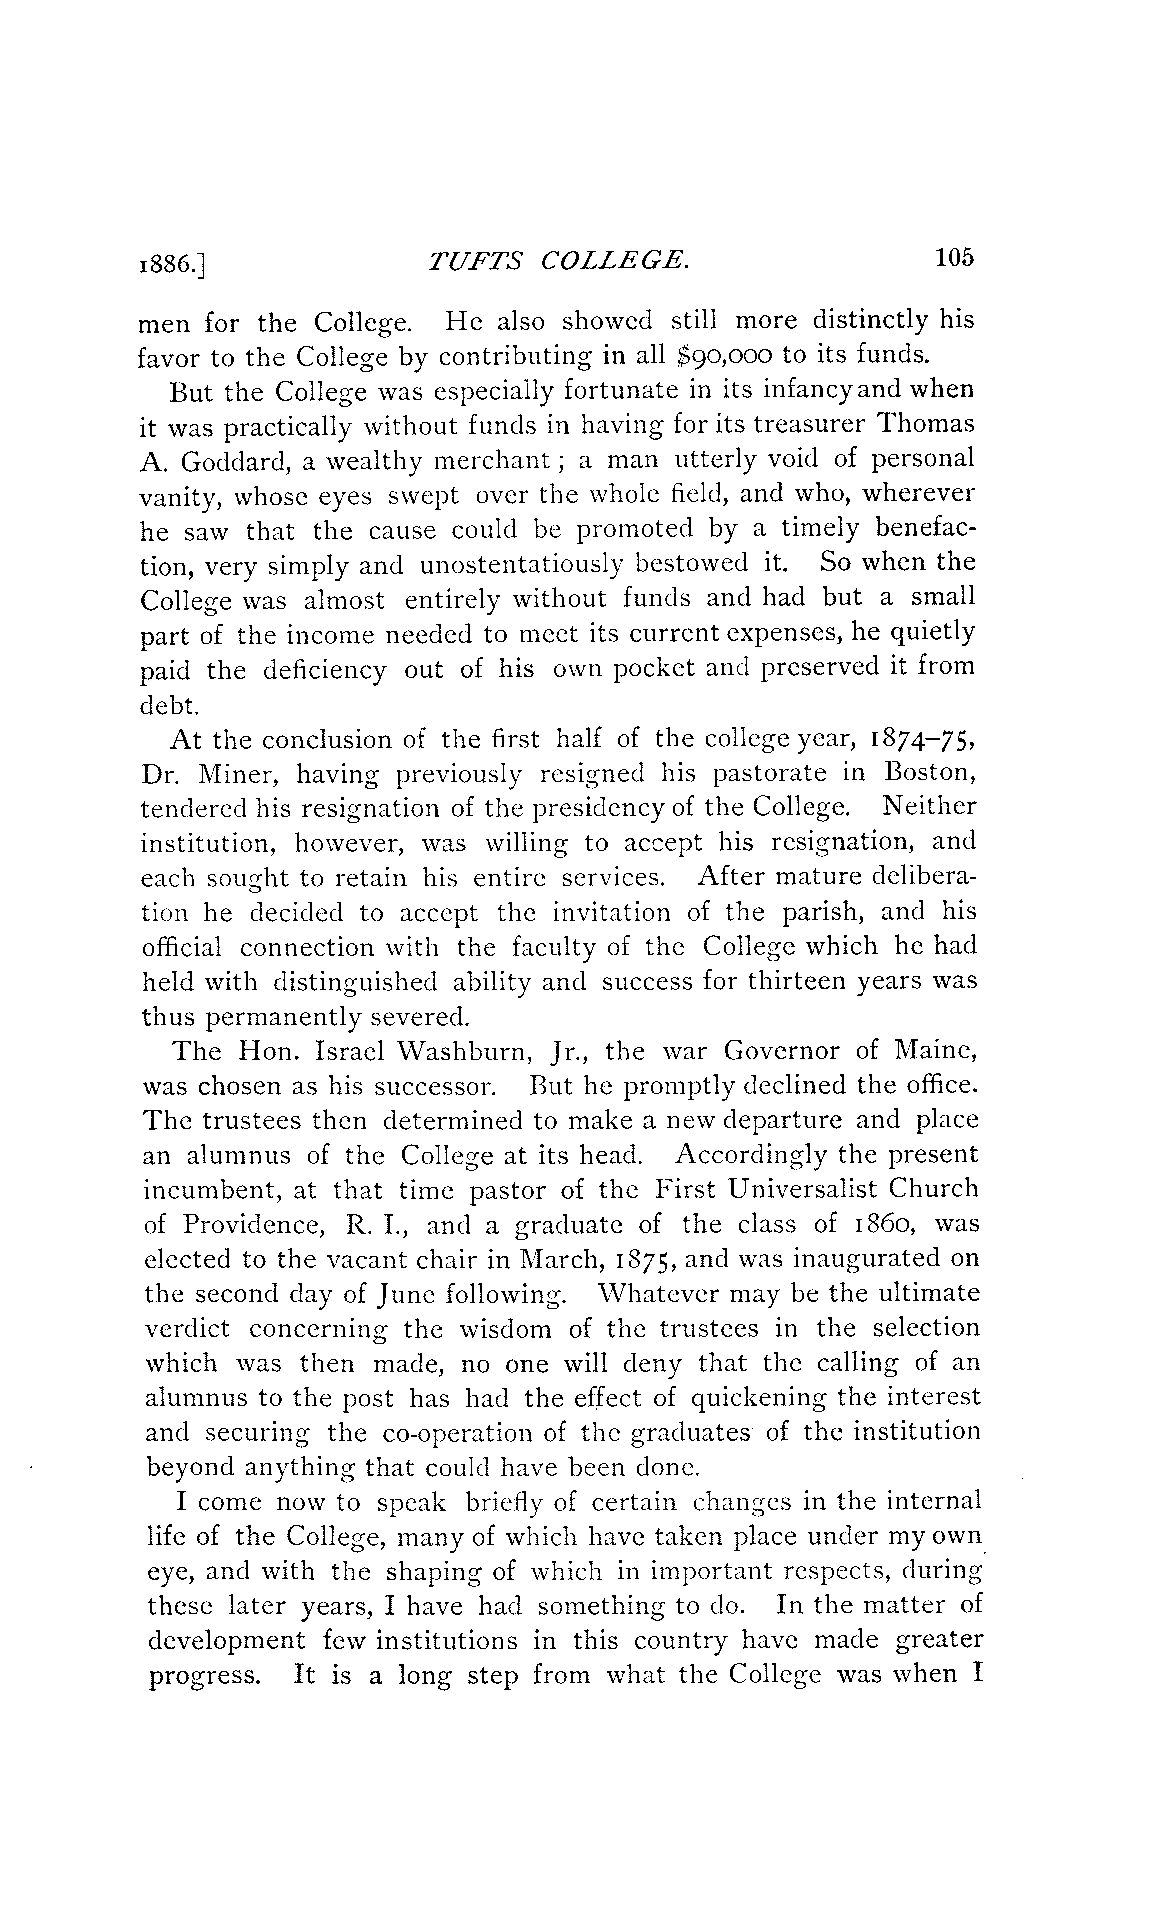 1886.] TUFTS COLLEGE. 105
men for the College. He also showed still more distinctly his
favor to the College by contributing in all $90,000 to its funds.
But the College was especially fortunate in its infancy and when
it was practically without funds in having for its treasurer Thomas
A. Goddard, a wealthy merchant ; a man utterly void of personal
vanity, whose eyes swept over the whole field, and who, wherever
he saw that the cause could be promoted by a timely benefac-
tion, very simply and unostentatiously bestowed it. So when the
College was almost entirely without funds and had but a small
part of the income needed to meet its current expenses, he quietly
paid the deficiency out of his own pocket and preserved it from
debt.
At the conclusion of the first half of the college year, 1874–75,
Dr. Miner, having previously resigned his pastorate in Boston,
tendered his resignation of the presidency of the College. Neither
institution, however, was willing to accept his resignation, and
each sought to retain his entire services. After mature delibera-
tion he decided to accept the invitation of the parish, and his
official connection with the faculty of the College which he had
held with distinguished ability and success for thirteen years was
thus permanently severed.
The Hon. Israel Washburn, Jr., the war Governor of Maine,
was chosen as his successor. But he promptly declined the office.
The trustees then determined to make a new departure and place
an alumnus of the College at its head. Accordingly the present
incumbent, at that time pastor of the First Universalist Church
of Providence, R. I., and a graduate of the class of 1860, was
elected to the vacant chair in March, 1875, and was inaugurated on
the second day of June following. Whatever may be the ultimate
verdict concerning the wisdom of the trustees in the selection
which was then made, no one will deny that the calling of an
alumnus to the post has had the effect of quickening the interest
and securing the co-operation of the graduates of the institution
beyond anything that could have been done.
I come now to speak briefly of certain changes in the internal
life of the College, many of which have taken place under my own
eye, and with the shaping of which in important respects, during
these later years, I have had something to do. In the matter of
development few institutions in this country have made greater
progress. It is a long step from what the College was when I